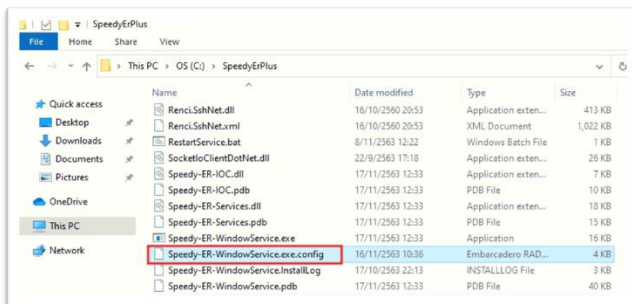 SpeedyErPlus
File Home Share View
This PC > OS (C:) > SpeedyErPlus
Name Date modified Type Size
Quick access
Desktop
Downloads
Documents
Pictures
OneDrive
This PC
Network
Renci.SshNet.dll 16/10/2560 20:53 Application exten... 413 KB
Renci.SshNet.xml 16/10/2560 20:53 XML Document 1,022 KB
RestartService.bat 8/11/2563 12:22 Windows Batch File 1 KB
SocketIoClientDotNet.dll 22/9/2563 17:18 Application exten... 26 KB
Speedy-ER-IOC.dll 17/11/2563 12:33 Application exten... 7 KB
Speedy-ER-IOC.pdb 17/11/2563 12:33 PDB File 10 KB
Speedy-ER-Services.dll 17/11/2563 12:33 Application exten... 18 KB
Speedy-ER-Services.pdb 17/11/2563 12:33 PDB File 15 KB
Speedy-ER-WindowService.exe 17/11/2563 12:33 Application 16 KB
Speedy-ER-WindowService.exe.config 16/11/2563 10:36 Embarcadero RAD... 4 KB
Speedy-ER-WindowService.InstallLog 17/10/2563 22:13 INSTALLLOG File 3 KB
Speedy-ER-WindowService.pdb 17/11/2563 12:33 PDB File 40 KB